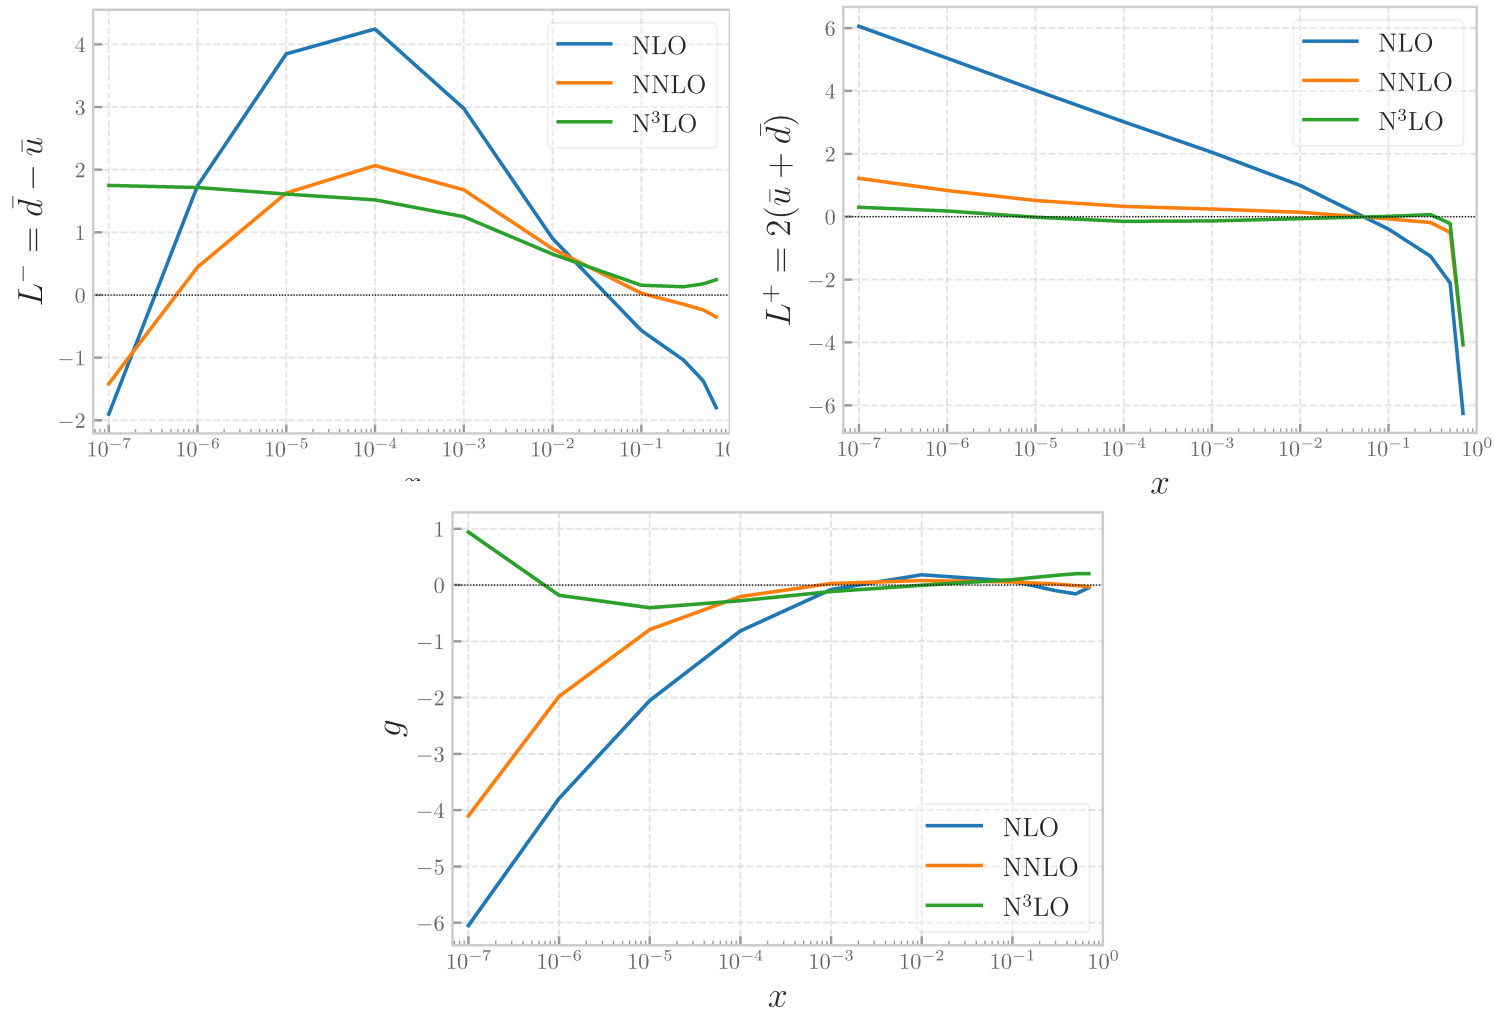 L⁻ = d̄ − ū
4
3
2
1
0
−1
−2
NLO
NNLO
N³LO
10⁻⁷ 10⁻⁶ 10⁻⁵ 10⁻⁴ 10⁻³ 10⁻² 10⁻¹
L⁺ = 2(ū + d̄)
6
4
2
0
−2
−4
−6
NLO
NNLO
N³LO
10⁻⁷ 10⁻⁶ 10⁻⁵ 10⁻⁴ 10⁻³ 10⁻² 10⁻¹ 10⁰
x
g
1
0
−1
−2
−3
−4
−5
−6
NLO
NNLO
N³LO
10⁻⁷ 10⁻⁶ 10⁻⁵ 10⁻⁴ 10⁻³ 10⁻² 10⁻¹ 10⁰
x